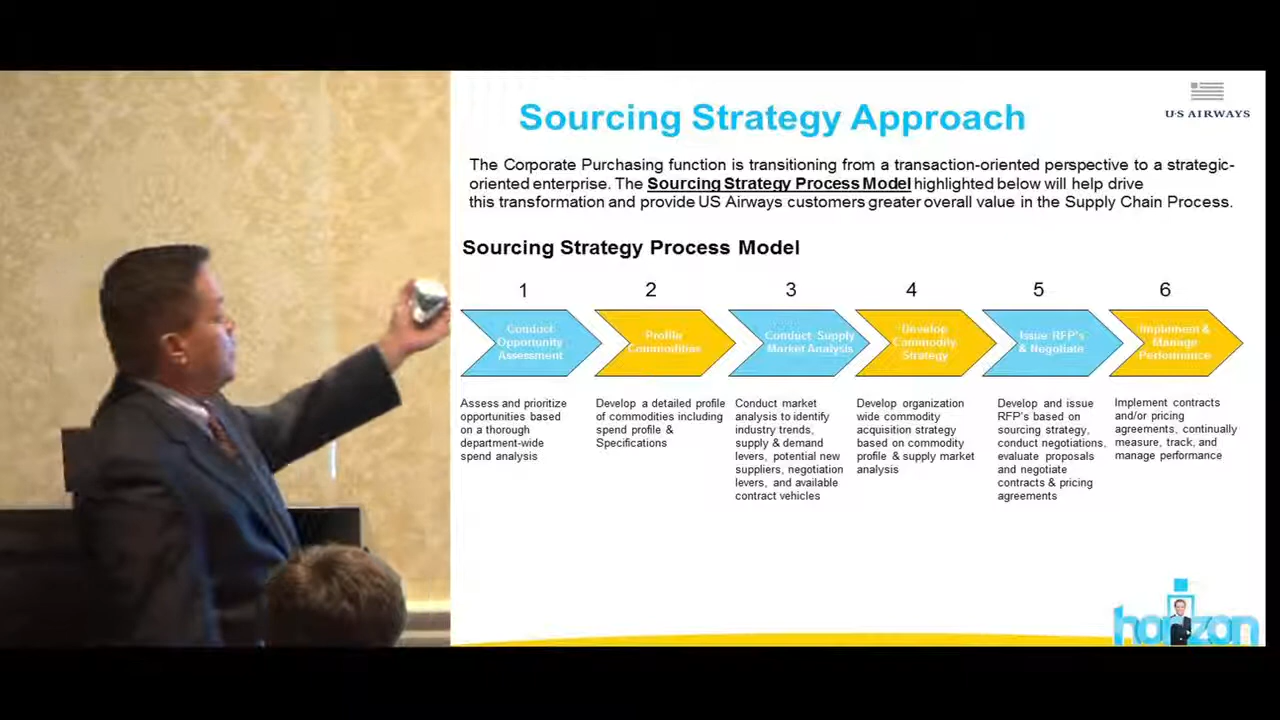 Sourcing Strategy Approach
U·S AIRWAYS
The Corporate Purchasing function is transitioning from a transaction-oriented perspective to a strategic-
oriented enterprise. The Sourcing Strategy Process Model highlighted below will help drive
this transformation and provide US Airways customers greater overall value in the Supply Chain Process.
Sourcing Strategy Process Model
1
Conduct
Opportunity
Assessment
Assess and prioritize
opportunities based
on a thorough
department-wide
spend analysis
2
Profile
Commodities
Develop a detailed profile
of commodities including
spend profile &
Specifications
3
Conduct Supply
Market Analysis
Conduct market
analysis to identify
industry trends,
supply & demand
levers, potential new
suppliers, negotiation
levers, and available
contract vehicles
4
Develop
Commodity
Strategy
Develop organization
wide commodity
acquisition strategy
based on commodity
profile & supply market
analysis
5
Issue RFP's
& Negotiate
Develop and issue
RFP's based on
sourcing strategy,
conduct negotiations,
evaluate proposals
and negotiate
contracts & pricing
agreements
6
Implement &
Manage
Performance
Implement contracts
and/or pricing
agreements, continually
measure, track, and
manage performance
horizon